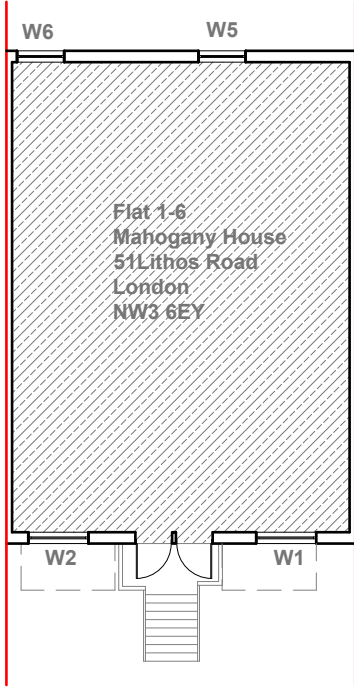 W6
W5
Flat 1-6
Mahogany House
51Lithos Road
London
NW3 6EY
W2
W1